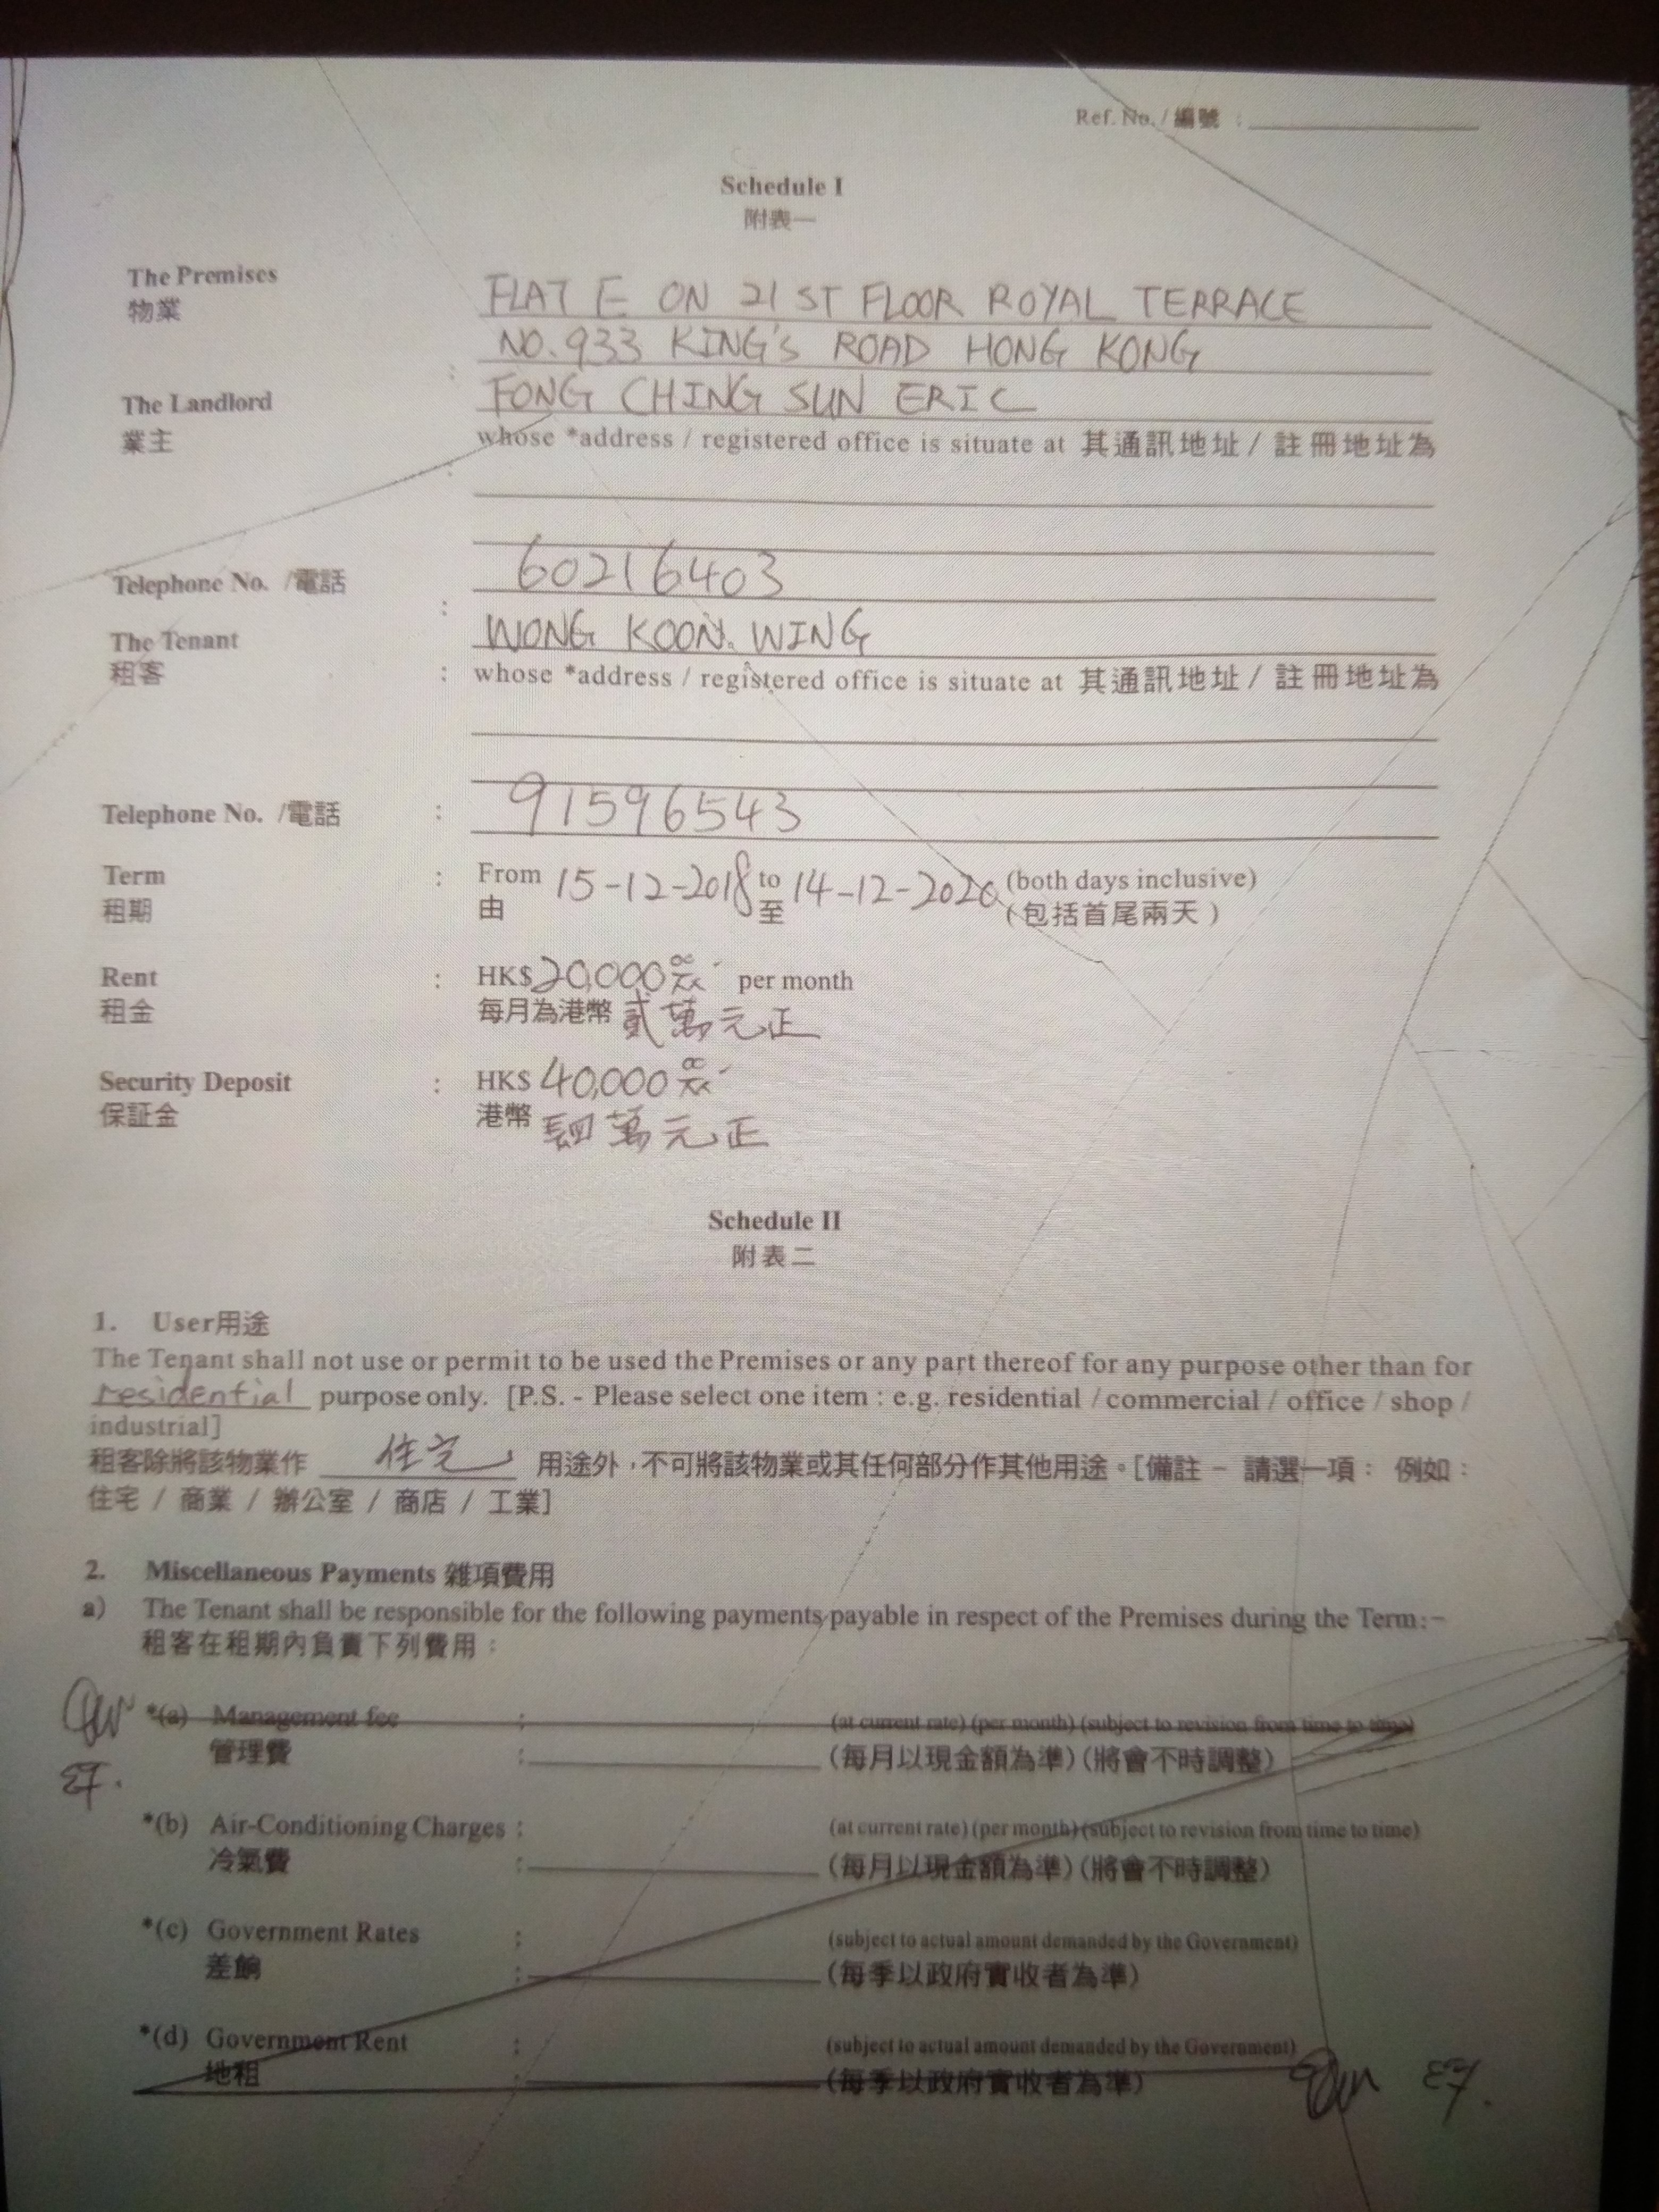 Ref. No. / 編號 :
Schedule I
附表一
The Premises
物業 :
FLAT E ON 21ST FLOOR ROYAL TERRACE
NO. 933 KING'S ROAD HONG KONG
The Landlord
業主 :
FONG CHING SUN ERIC
whose *address / registered office is situate at 其通訊地址 / 註冊地址為
Telephone No. /電話 : 60216403
The Tenant
租客 :
WONG KOON WING
whose *address / registered office is situate at 其通訊地址 / 註冊地址為
Telephone No. /電話 : 91596543
Term : From 15-12-2018 to 14-12-2020 (both days inclusive)
租期 由 至 (包括首尾兩天)
Rent : HK$ 20,000 per month
租金 每月為港幣 貳萬元正
Security Deposit : HK$ 40,000
保証金 港幣 萬元正
Schedule II
附表二
1. User用途
The Tenant shall not use or permit to be used the Premises or any part thereof for any purpose other than for
residential purpose only. [P.S. - Please select one item : e.g. residential / commercial / office / shop /
industrial]
租客除將該物業作 住宅 用途外，不可將該物業或其任何部分作其他用途。[備註 - 請選一項 : 例如 :
住宅 / 商業 / 辦公室 / 商店 / 工業]
2. Miscellaneous Payments 雜項費用
a) The Tenant shall be responsible for the following payments payable in respect of the Premises during the Term:-
租客在租期內負責下列費用 :
*(a) Management fee : (at current rate) (per month) (subject to revision from time to time)
管理費 : (每月以現金額為準) (將會不時調整)
EF.
*(b) Air-Conditioning Charges : (at current rate) (per month) (subject to revision from time to time)
冷氣費 : (每月以現金額為準) (將會不時調整)
*(c) Government Rates : (subject to actual amount demanded by the Government)
差餉 : (每季以政府實收者為準)
*(d) Government Rent : (subject to actual amount demanded by the Government)
地租 : (每季以政府實收者為準)
EF.